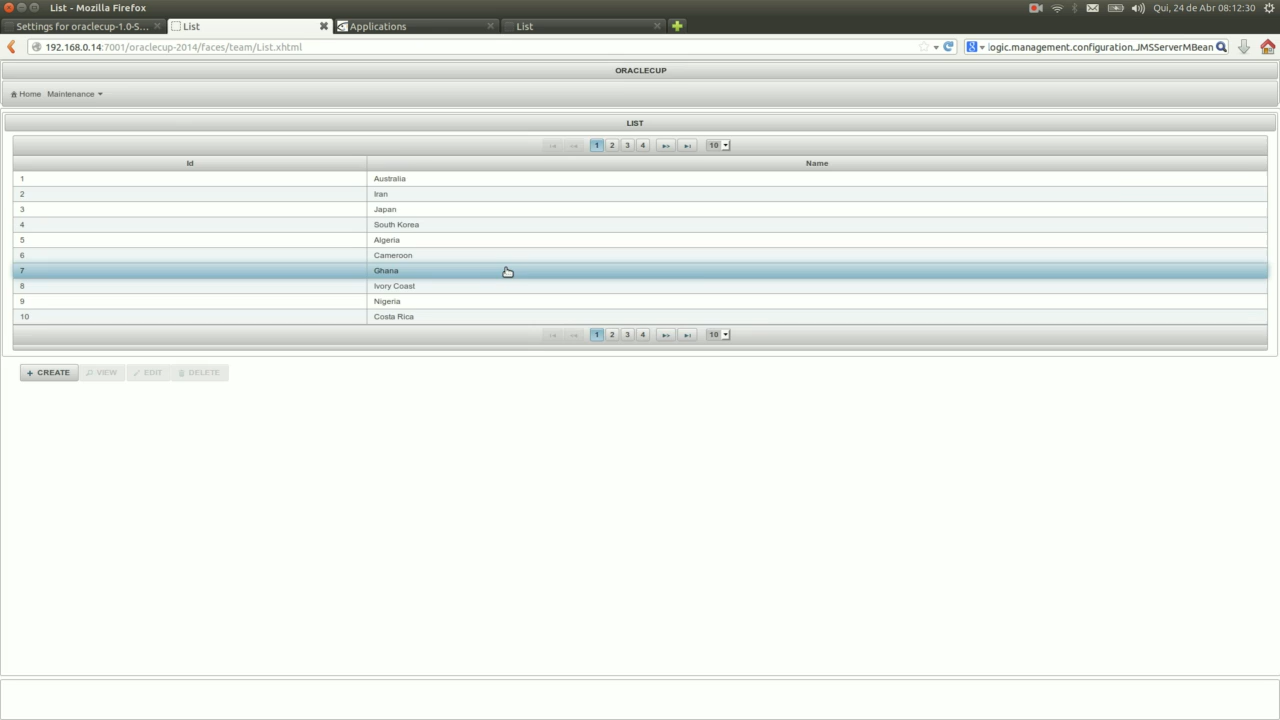 List - Mozilla Firefox
Qui, 24 de Abr 08:12:30
Settings for oraclecup-1.0-S...
List
Applications
List
192.168.0.14:7001/oraclecup-2014/faces/team/List.xhtml
logic.management.configuration.JMSServerMBean
ORACLECUP
Home Maintenance
LIST
1 2 3 4 10
Id Name
1 Australia
2 Iran
3 Japan
4 South Korea
5 Algeria
6 Cameroon
7 Ghana
8 Ivory Coast
9 Nigeria
10 Costa Rica
1 2 3 4 10
CREATE VIEW EDIT DELETE